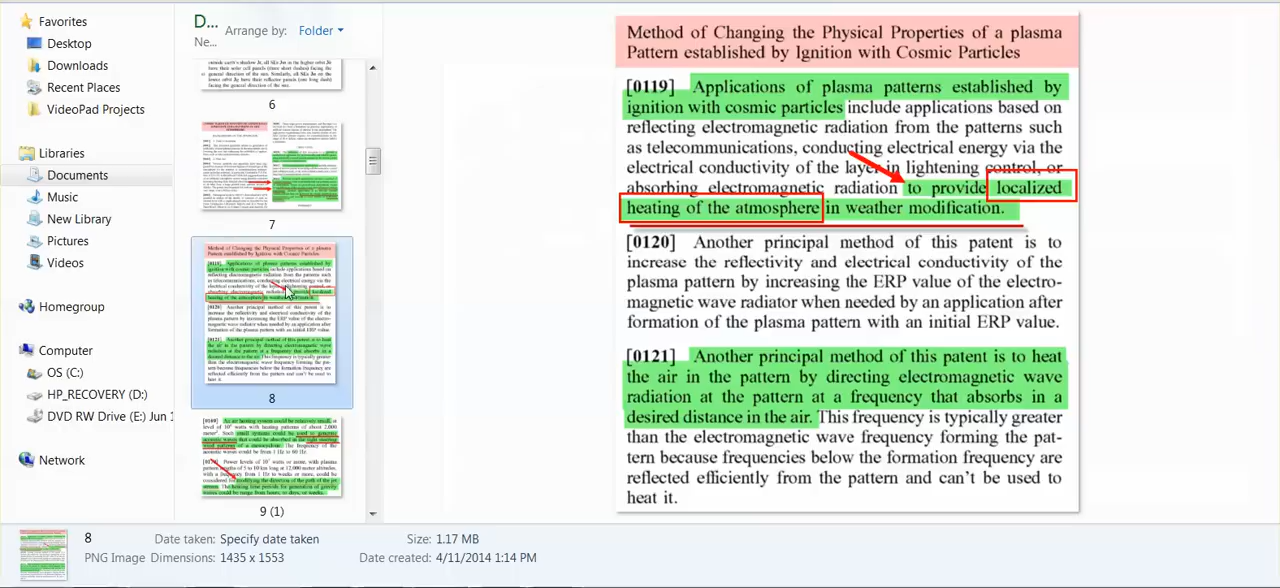 Favorites
Desktop
Downloads
Recent Places
VideoPad Projects
Libraries
Documents
Music
New Library
Pictures
Videos
Homegroup
Computer
OS (C:)
HP_RECOVERY (D:)
DVD RW Drive (E:) Jun 1
Network
D...
Ne...
Arrange by: Folder
6
7
8
9 (1)
Method of Changing the Physical Properties of a plasma
Pattern established by Ignition with Cosmic Particles
[0119] Applications of plasma patterns established by
ignition with cosmic particles include applications based on
reflecting electromagnetic radiation from the patterns such
as telecommunications, conducting electrical energy via the
electrical conductivity of the layer in lightening control, or
absorbing electromagnetic radiation to provide localized
heating of the atmosphere in weather modification.
[0120] Another principal method of this patent is to
increase the reflectivity and electrical conductivity of the
plasma pattern by increasing the ERP value of the electro-
magnetic wave radiator when needed by an application after
formation of the plasma pattern with an initial ERP value.
[0121] Another principal method of this patent is to heat
the air in the pattern by directing electromagnetic wave
radiation at the pattern at a frequency that absorbs in a
desired distance in the air. This frequency is typically greater
than the electromagnetic wave frequency forming the pat-
tern because frequencies below the formation frequency are
reflected efficiently from the pattern and can't be used to
heat it.
8
Date taken: Specify date taken
Size: 1.17 MB
PNG Image
Dimensions: 1435 x 1553
Date created: 4/17 1:14 PM